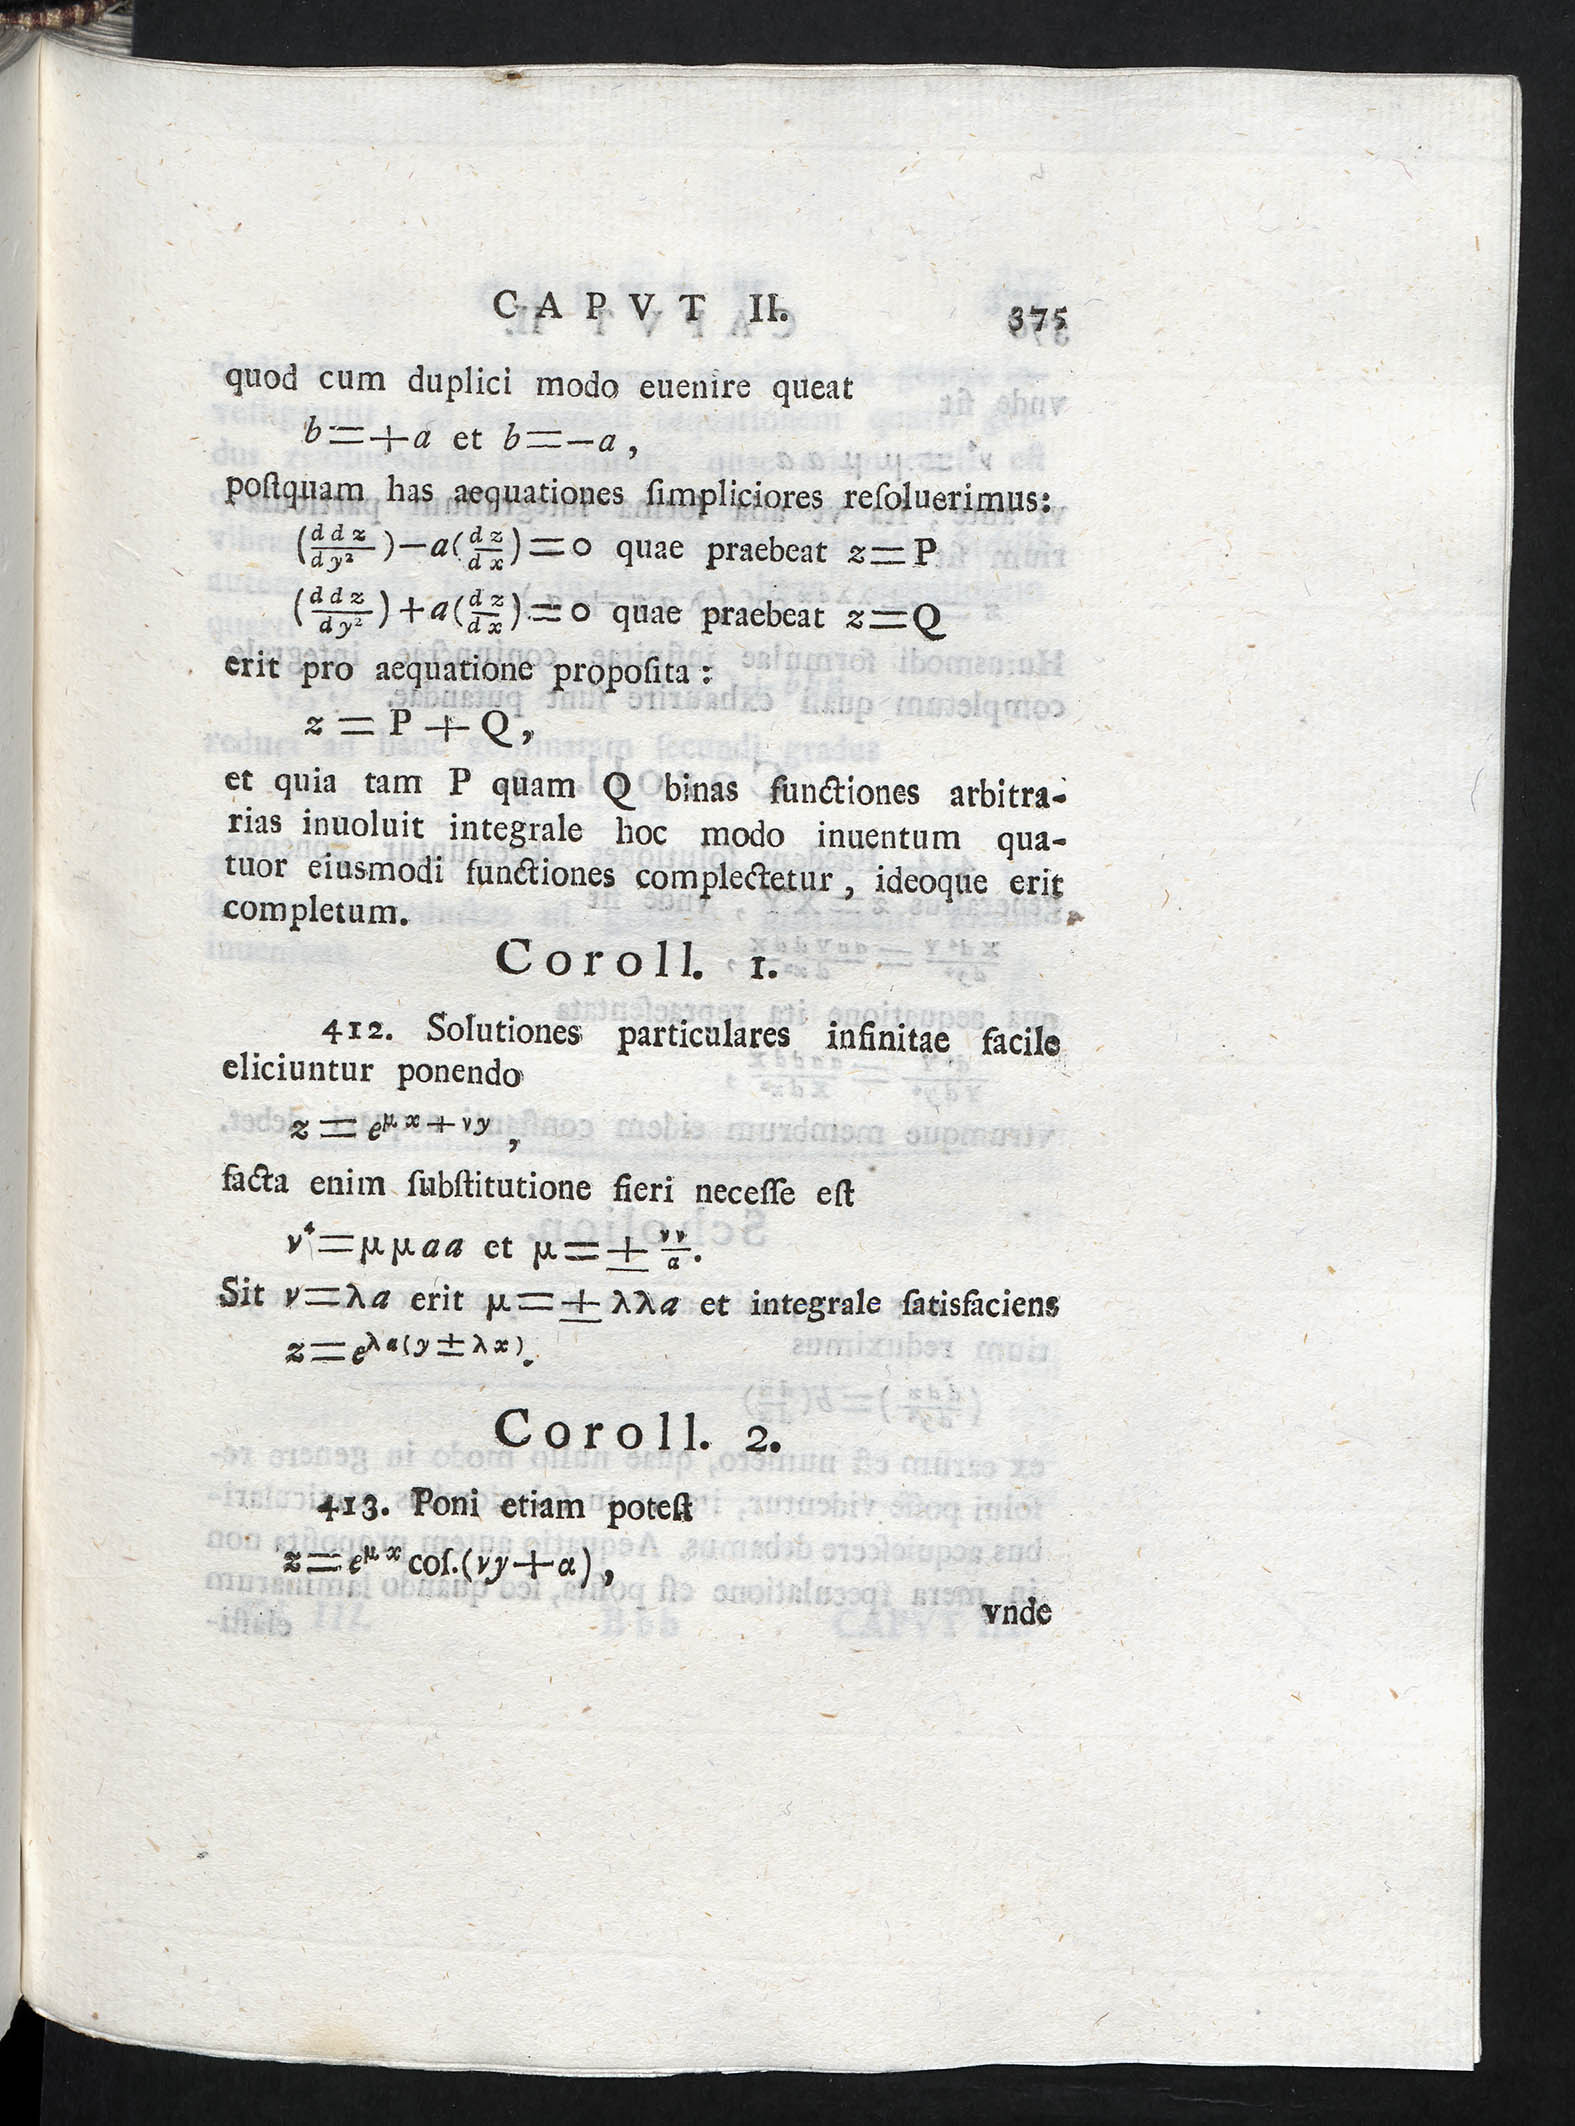 CAPVT II. 375
quod cum duplici modo euenire queat
b=+a et b=-a,
poſtquam has aequationes ſimpliciores reſoluerimus:
(ddz/dy²)-a(dz/dx)=0 quae praebeat z=P
(ddz/dy²)+a(dz/dx)=0 quae praebeat z=Q
erit pro aequatione propoſita:
z=P+Q,
et quia tam P quam Q binas functiones arbitra-
rias inuoluit integrale hoc modo inuentum qua-
tuor eiusmodi functiones complectetur, ideoque erit
completum.
Coroll. 1.
412. Solutiones particulares infinitae facile
eliciuntur ponendo
z=e^{μx+νy},
facta enim ſubſtitutione fieri neceſſe eſt
ν⁴=μμaa et μ=±νν/a.
Sit ν=λa erit μ=±λλa et integrale ſatisfaciens
z=e^{λa(y±λx)}.
Coroll. 2.
413. Poni etiam poteſt
z=e^{μx}coſ.(νy+α),
vnde